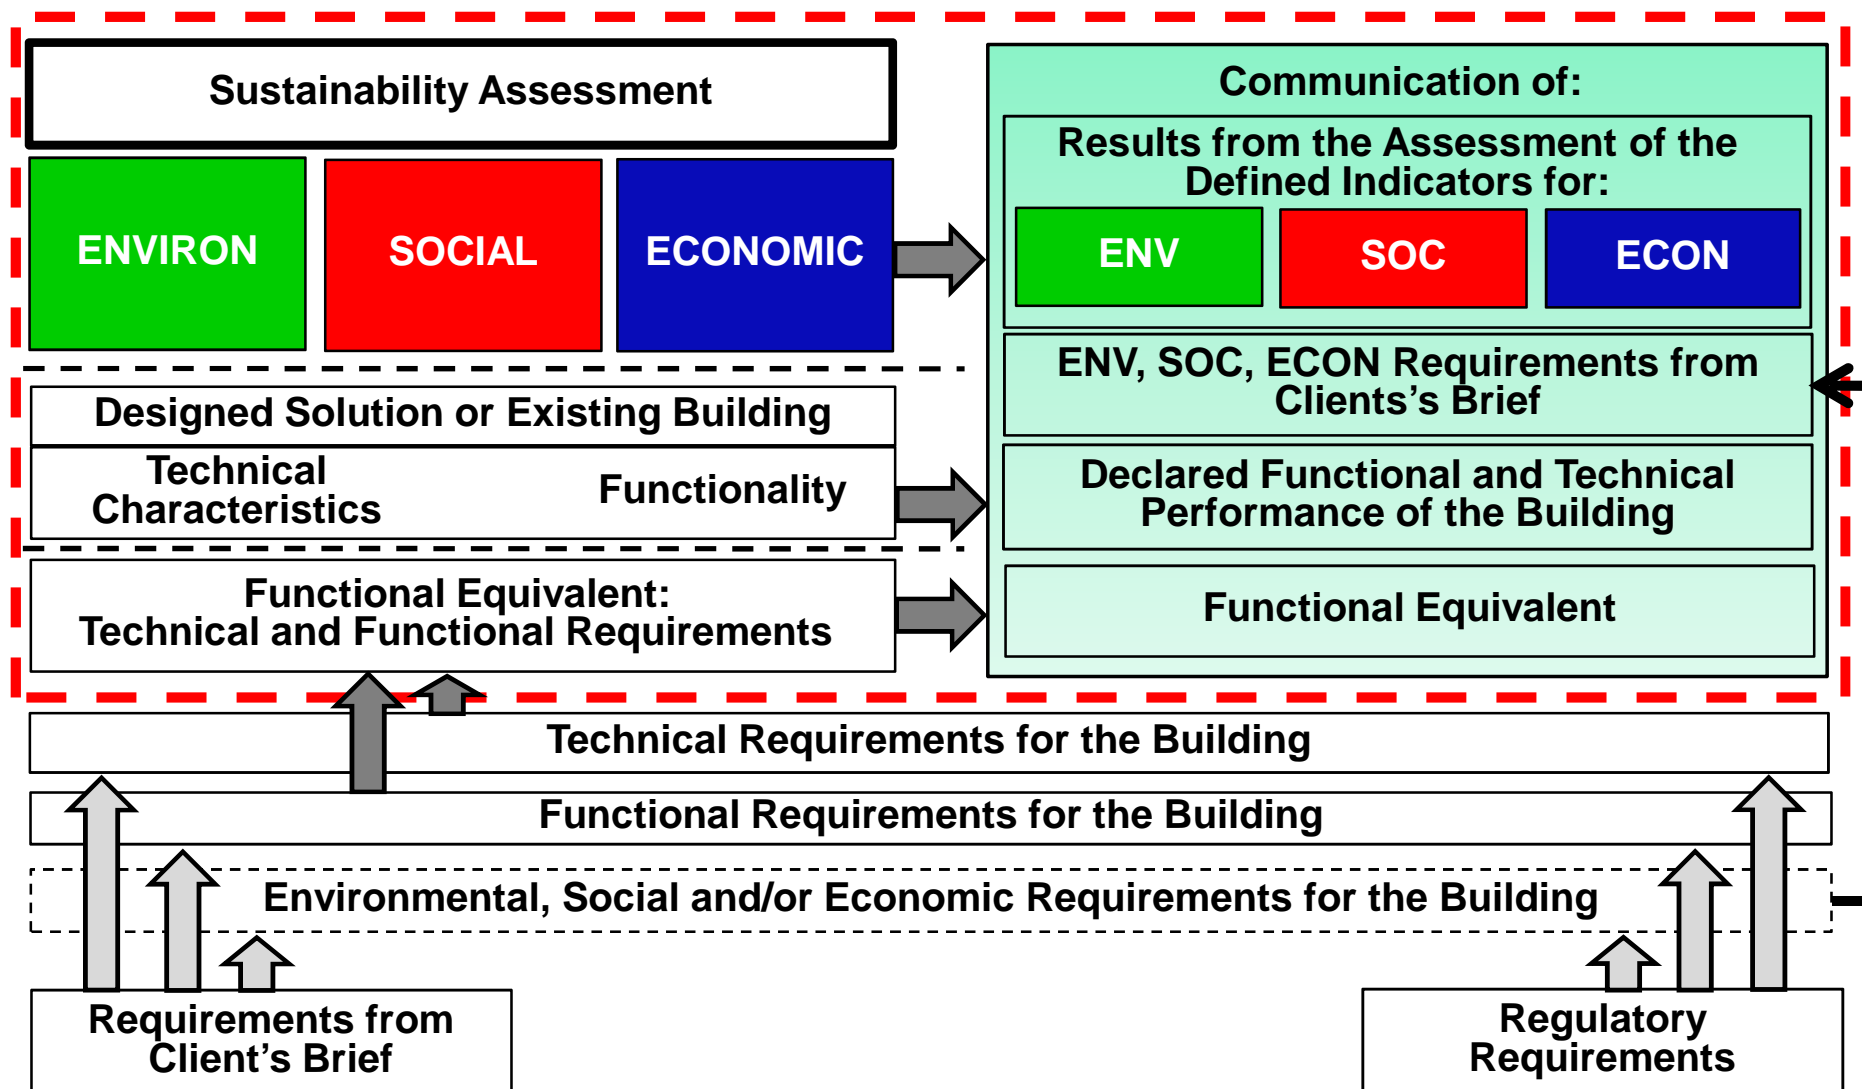 Sustainability Assessment
ENVIRON
SOCIAL
ECONOMIC
Designed Solution or Existing Building
Technical
Characteristics
Functionality
Functional Equivalent:
Technical and Functional Requirements
Communication of:
Results from the Assessment of the
Defined Indicators for:
ENV
SOC
ECON
ENV, SOC, ECON Requirements from
Clients's Brief
Declared Functional and Technical
Performance of the Building
Functional Equivalent
Technical Requirements for the Building
Functional Requirements for the Building
Environmental, Social and/or Economic Requirements for the Building
Requirements from
Client's Brief
Regulatory
Requirements